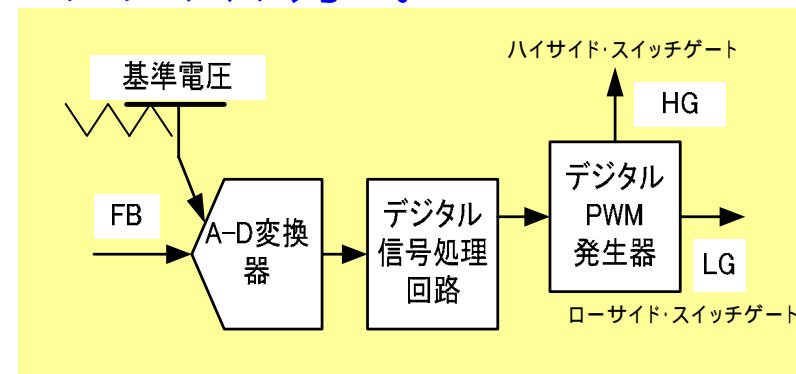 ハイサイド・スイッチゲート
基準電圧
HG
FB
A-D変換
器
デジタル
信号処理
回路
デジタル
PWM
発生器
LG
ローサイド・スイッチゲート